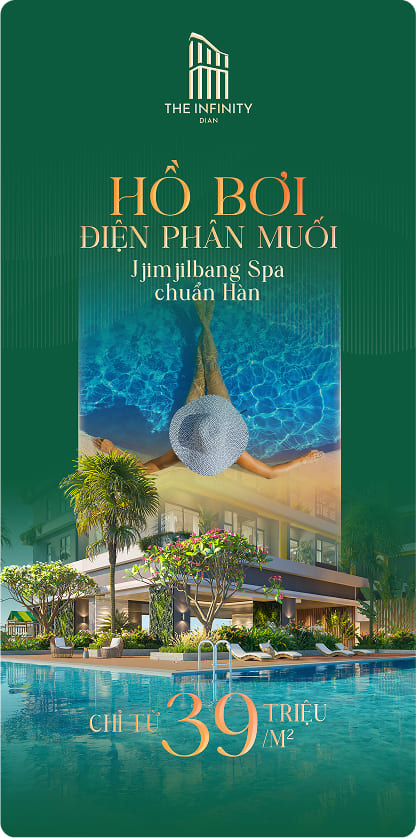 THE INFINITY
DIAN
HỒ BƠI
ĐIỆN PHÂN MUỐI
Jjimjilbang Spa
chuẩn Hàn
CHỈ TỪ 39 TRIỆU
/M²